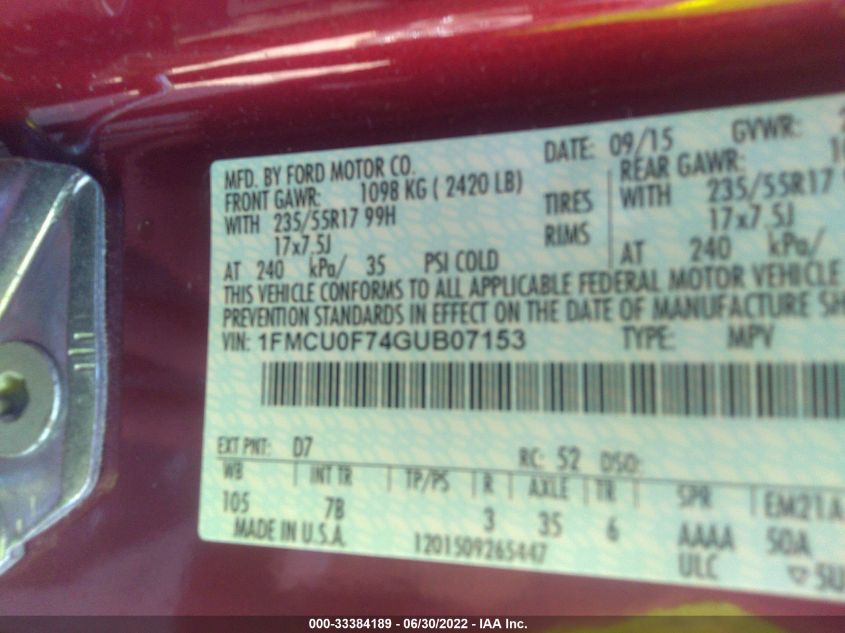 MFD. BY FORD MOTOR CO. DATE: 09/15 GVWR:
FRONT GAWR: 1098 KG ( 2420 LB) REAR GAWR:
WITH 235/55R17 99H TIRES WITH 235/55R17
17x7.5J RIMS 17x7.5J
AT 240 kPa/ 35 PSI COLD AT 240 kPa/
THIS VEHICLE CONFORMS TO ALL APPLICABLE FEDERAL MOTOR VEHICLE
PREVENTION STANDARDS IN EFFECT ON THE DATE OF MANUFACTURE SH
VIN: 1FMCU0F74GUB07153 TYPE: MPV
EXT PNT: D7 RC: 52 DSO:
WB INT TR TP/PS R AXLE TR SPR EM21A
105 7B 3 35 6 AAAA 50A
MADE IN U.S.A. 1201509265447 ULC SU
000-33384189 - 06/30/2022 - IAA Inc.